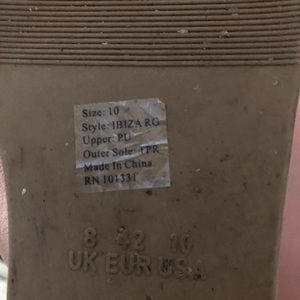 Size: 10
Style: IBIZA RG
Upper: PU
Outer Sole: TPR
Made In China
RN 101331
8 42 10
UK EUR USA